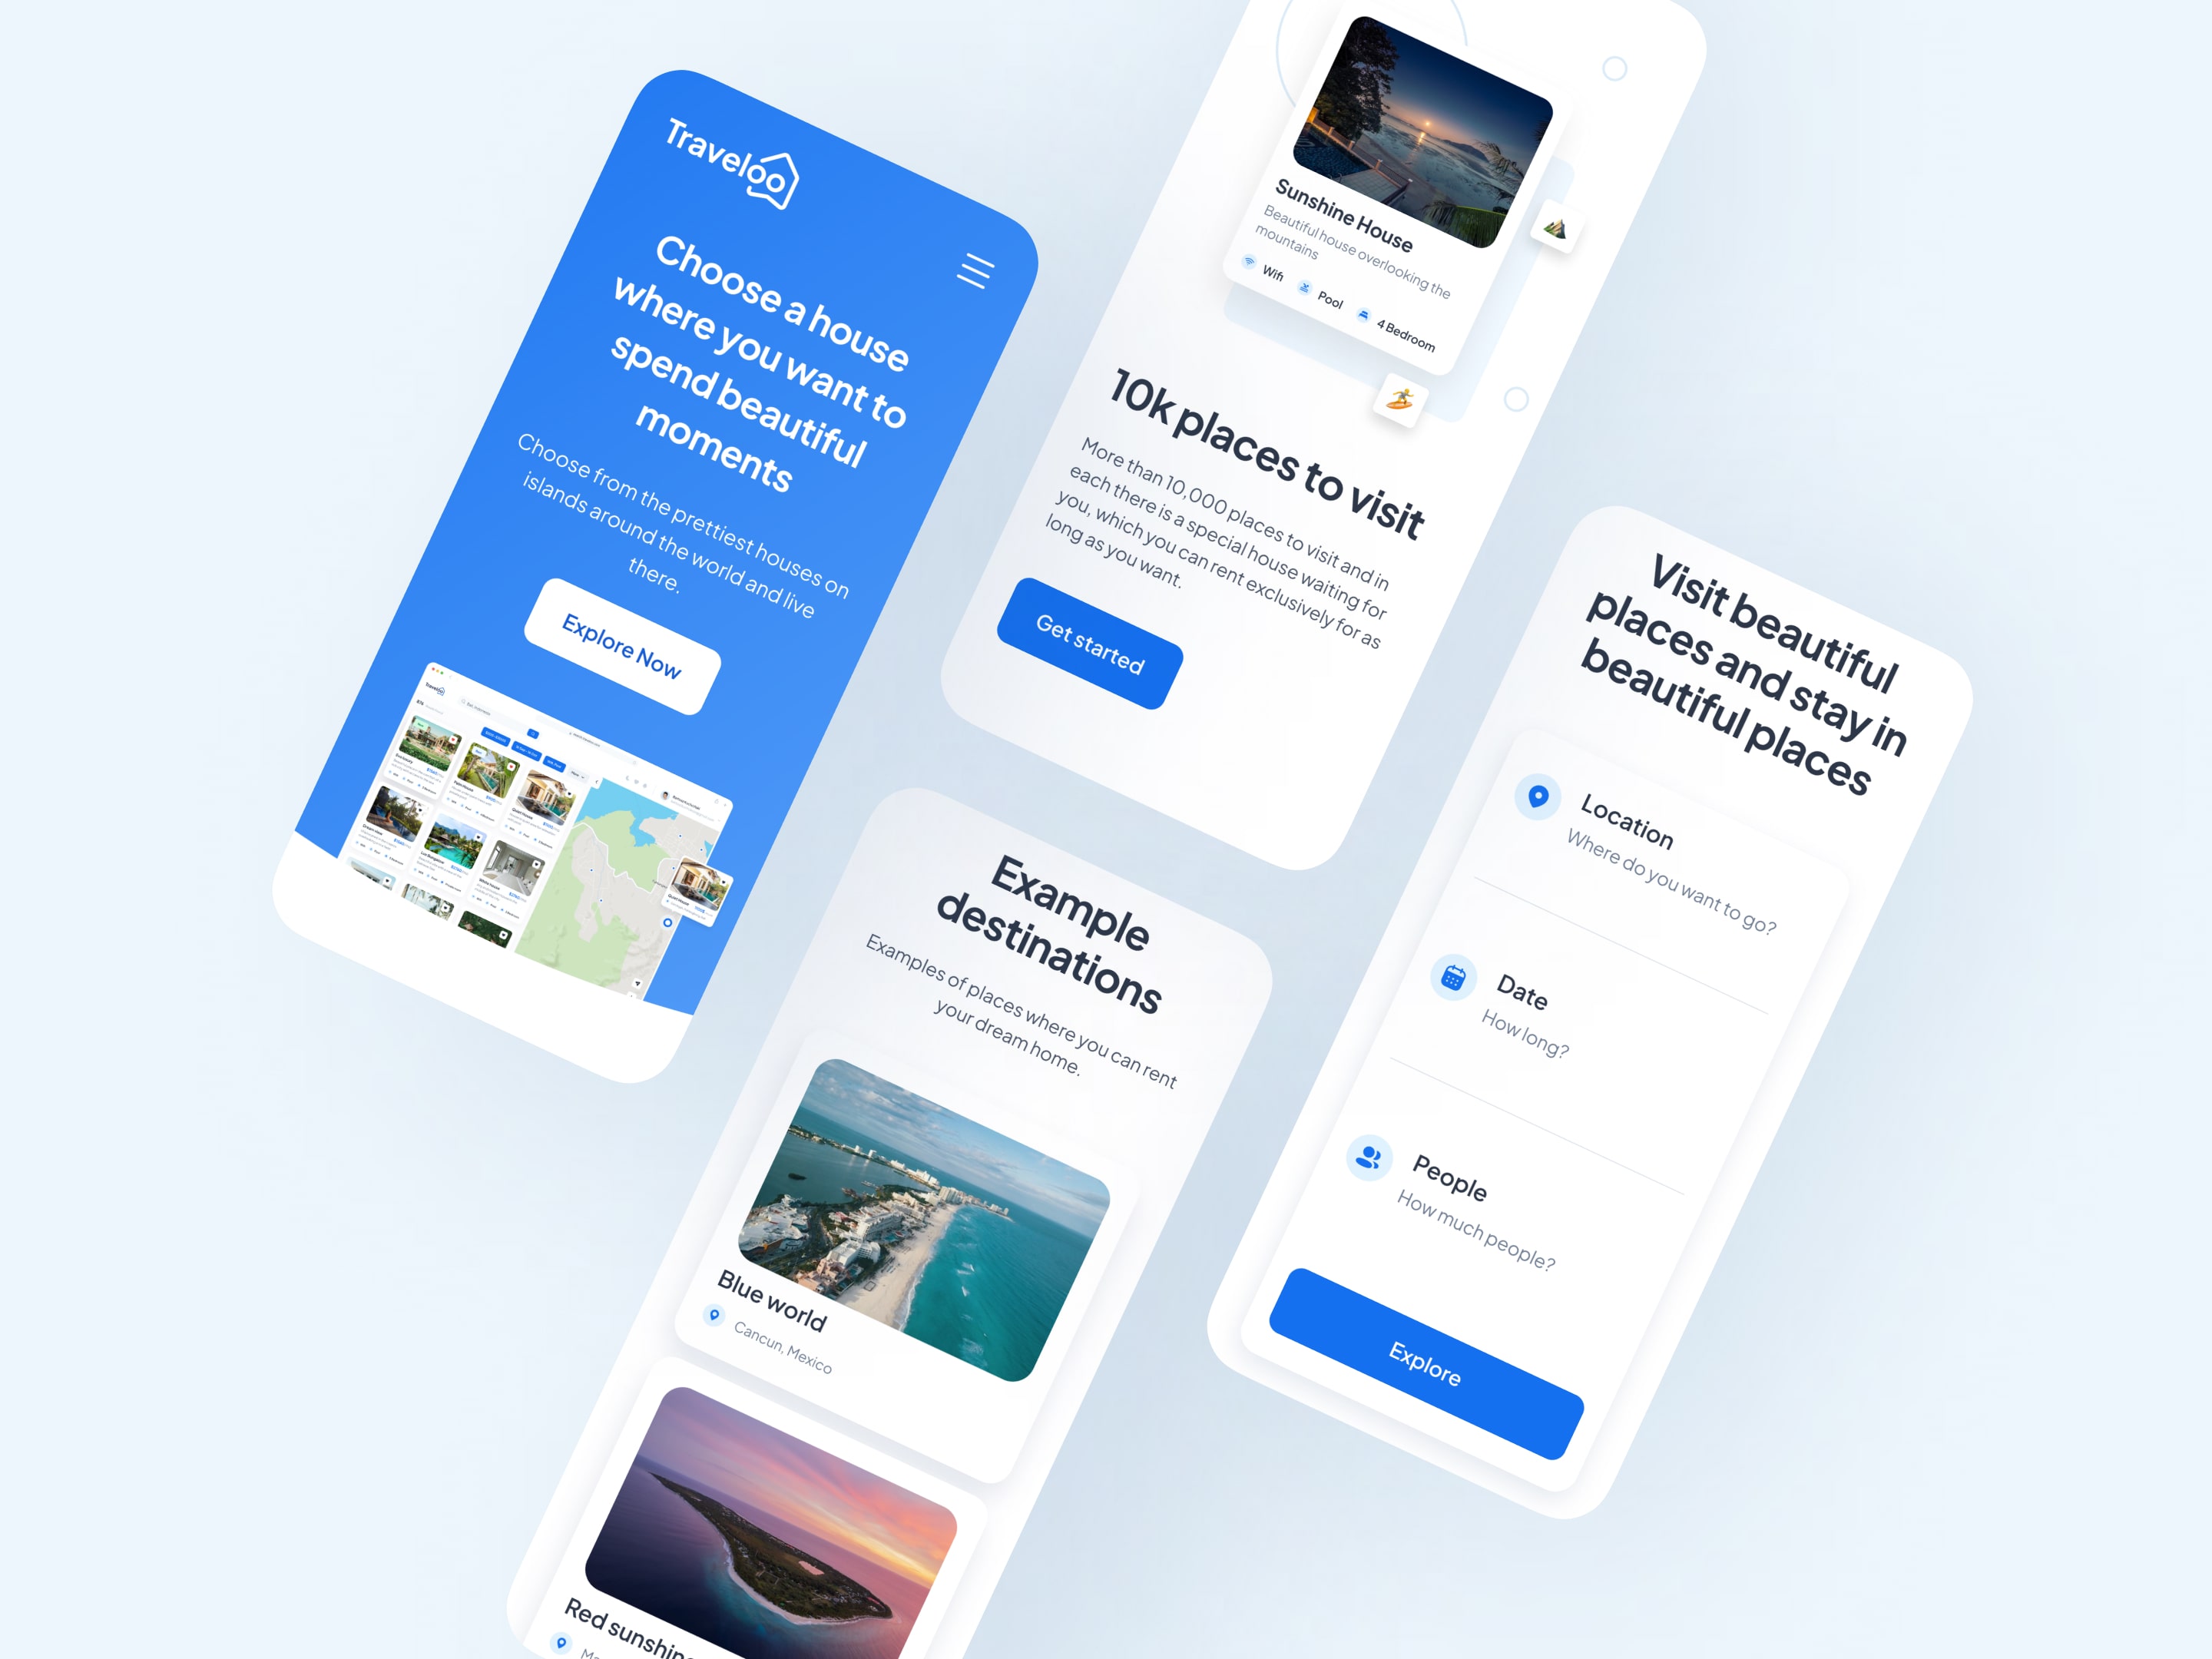 Traveloo
Choose a house
where you want to
spend beautiful
moments
Choose from the prettiest houses on
islands around the world and live
there.
Explore Now
Sunshine House
Beautiful house overlooking the
mountains
Wifi
Pool
4 Bedroom
10k places to visit
More than 10,000 places to visit and in
each there is a special house waiting for
you, which you can rent exclusively for as
long as you want.
Get started
Example
destinations
Examples of places where you can rent
your dream home.
Blue world
Cancun, Mexico
Red sunshine
Visit beautiful
places and stay in
beautiful places
Location
Where do you want to go?
Date
How long?
People
How much people?
Explore